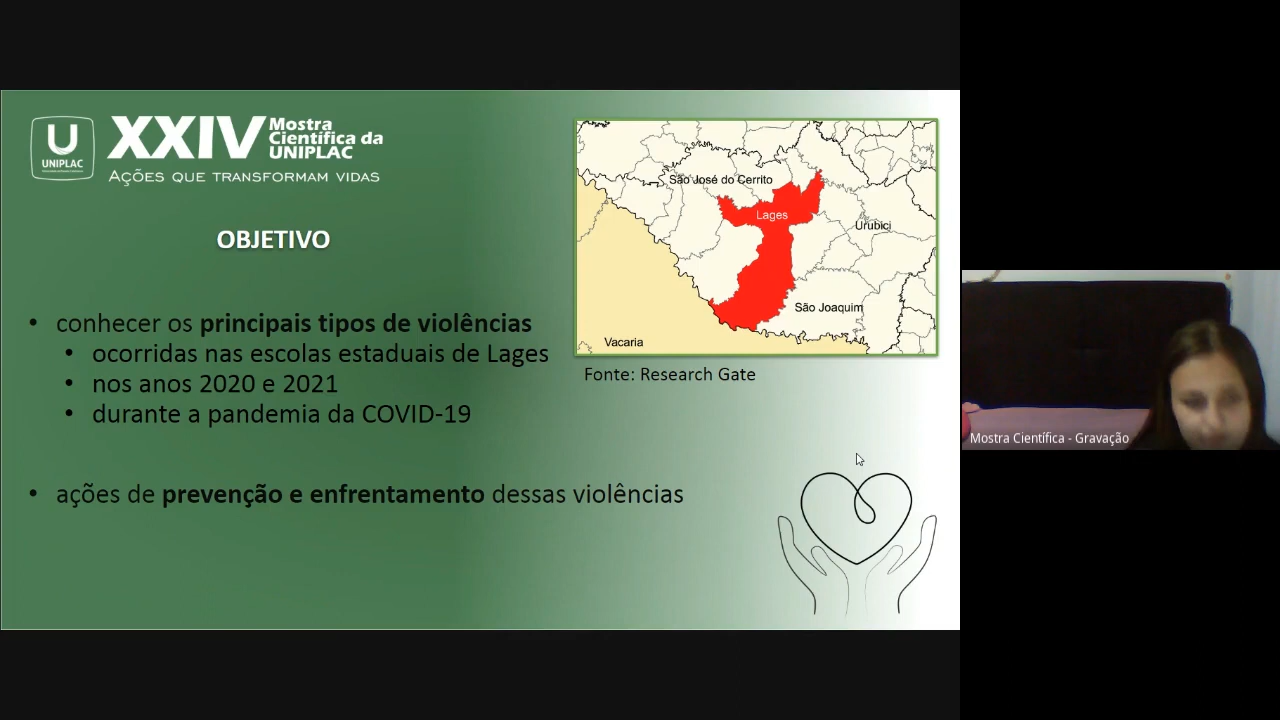 U
UNIPLAC
XXIV Mostra
Científica da
UNIPLAC
AÇÕES QUE TRANSFORMAM VIDAS
OBJETIVO
• conhecer os principais tipos de violências
• ocorridas nas escolas estaduais de Lages
• nos anos 2020 e 2021
• durante a pandemia da COVID-19
• ações de prevenção e enfrentamento dessas violências
São José do Cerrito
Lages
Urubici
São Joaquim
Vacaria
Fonte: Research Gate
Mostra Científica - Gravação